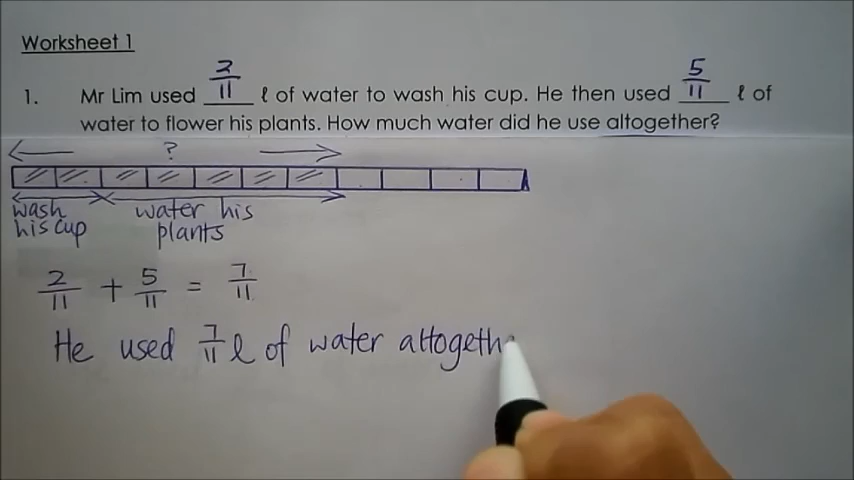 Worksheet 1
1. Mr Lim used 2/11 ℓ of water to wash his cup. He then used 5/11 ℓ of
water to flower his plants. How much water did he use altogether?
?
wash his cup
water his plants
2/11 + 5/11 = 7/11
He used 7/11 ℓ of water altogeth